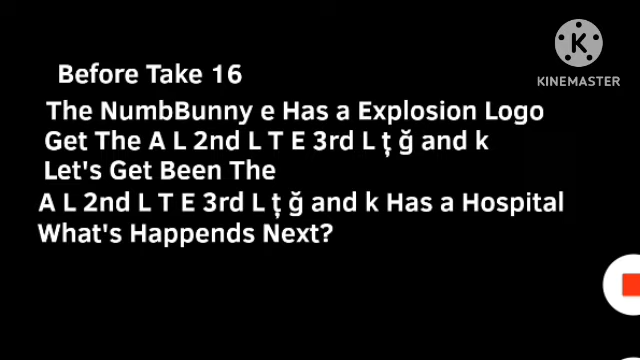 Before Take 16
The NumbBunny e Has a Explosion Logo
Get The A L 2nd L T E 3rd L ț ğ and k
Let's Get Been The
A L 2nd L T E 3rd L ț ğ and k Has a Hospital
What's Happends Next?
K
KINEMASTER